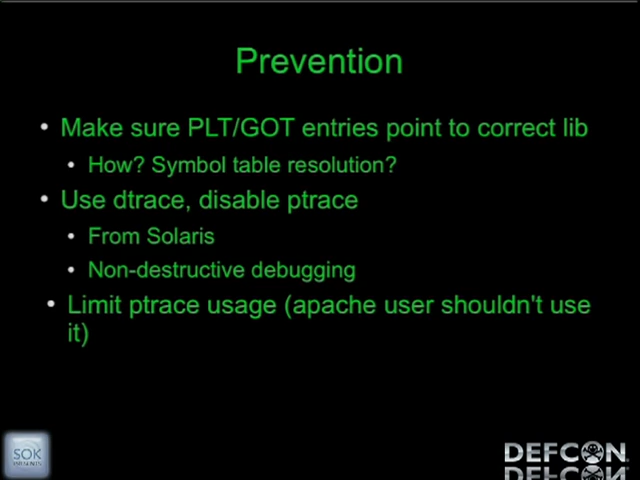 Prevention
• Make sure PLT/GOT entries point to correct lib
• How? Symbol table resolution?
• Use dtrace, disable ptrace
• From Solaris
• Non-destructive debugging
• Limit ptrace usage (apache user shouldn't use
it)
SOK
PRESENTS
DEFCON